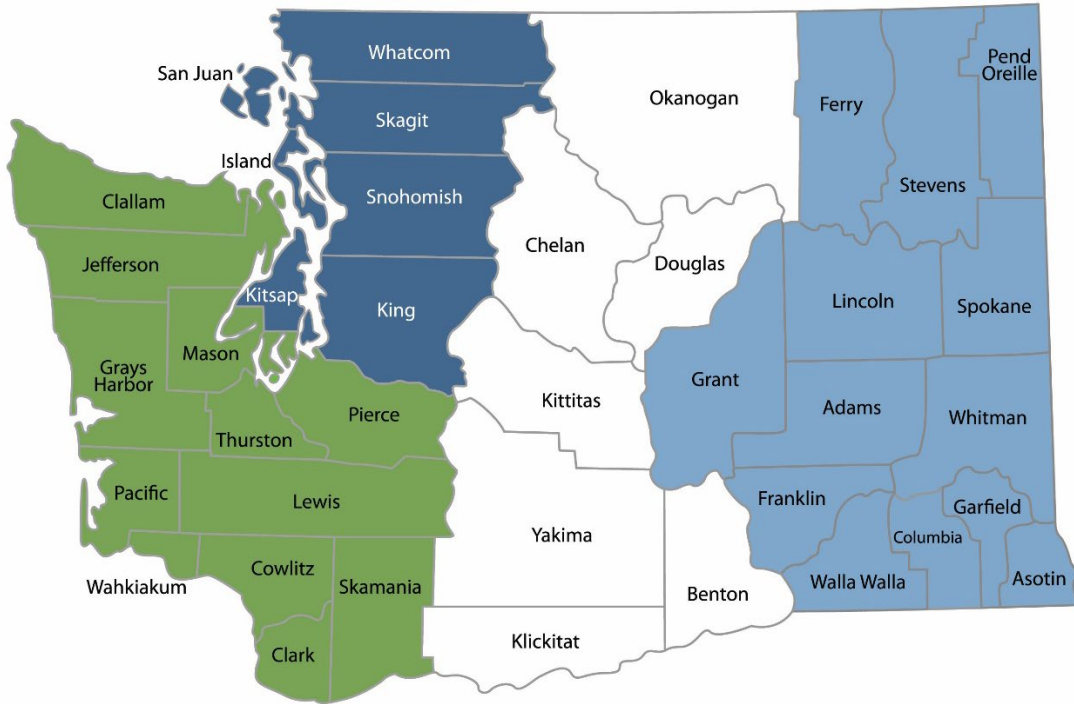 Whatcom
San Juan
Pend
Oreille
Okanogan
Ferry
Skagit
Island
Stevens
Clallam
Snohomish
Chelan
Jefferson
Douglas
Kitsap
Lincoln
Spokane
King
Mason
Grays
Harbor
Grant
Kittitas
Adams
Whitman
Pierce
Thurston
Pacific
Lewis
Franklin
Garfield
Yakima
Columbia
Cowlitz
Skamania
Wahkiakum
Walla Walla
Asotin
Benton
Klickitat
Clark